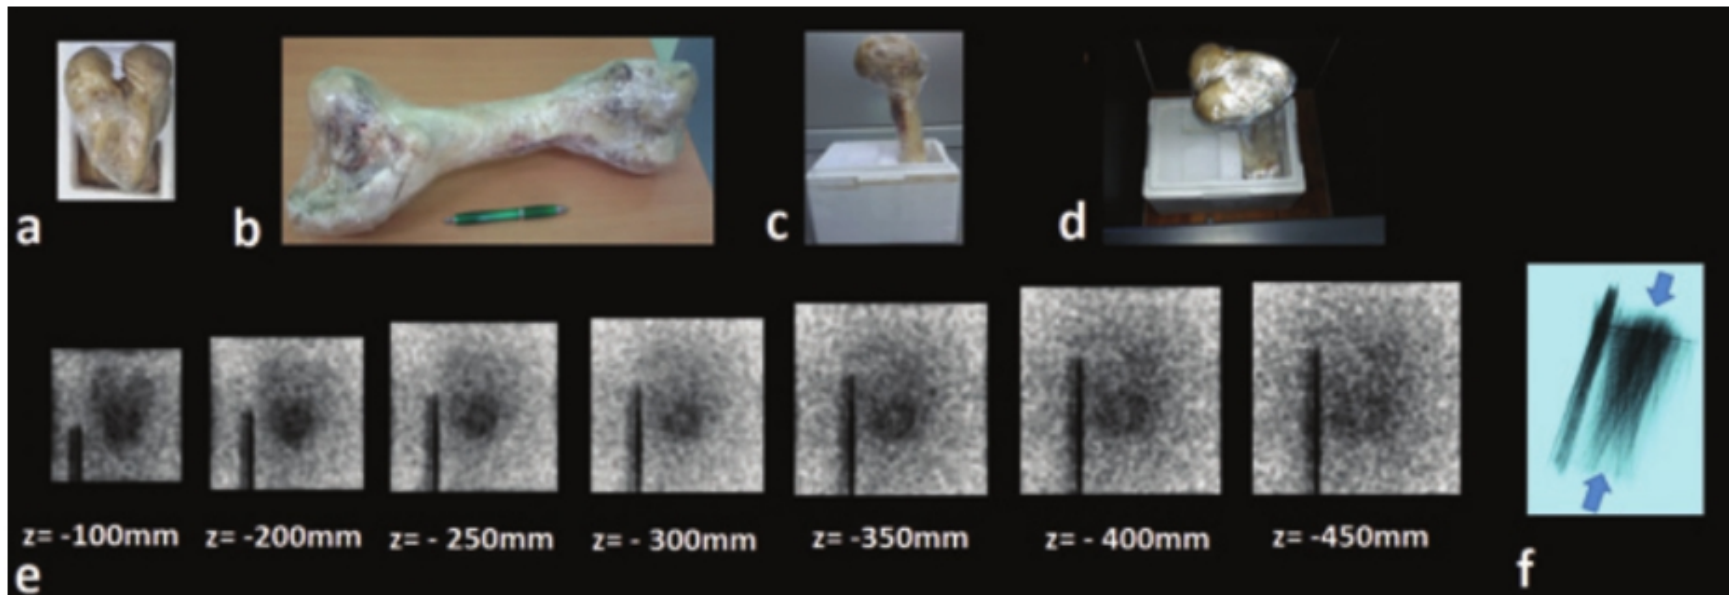 a
b
c
d
z= -100mm
z= -200mm
z= - 250mm
z= - 300mm
z= -350mm
z= - 400mm
z= -450mm
e
f